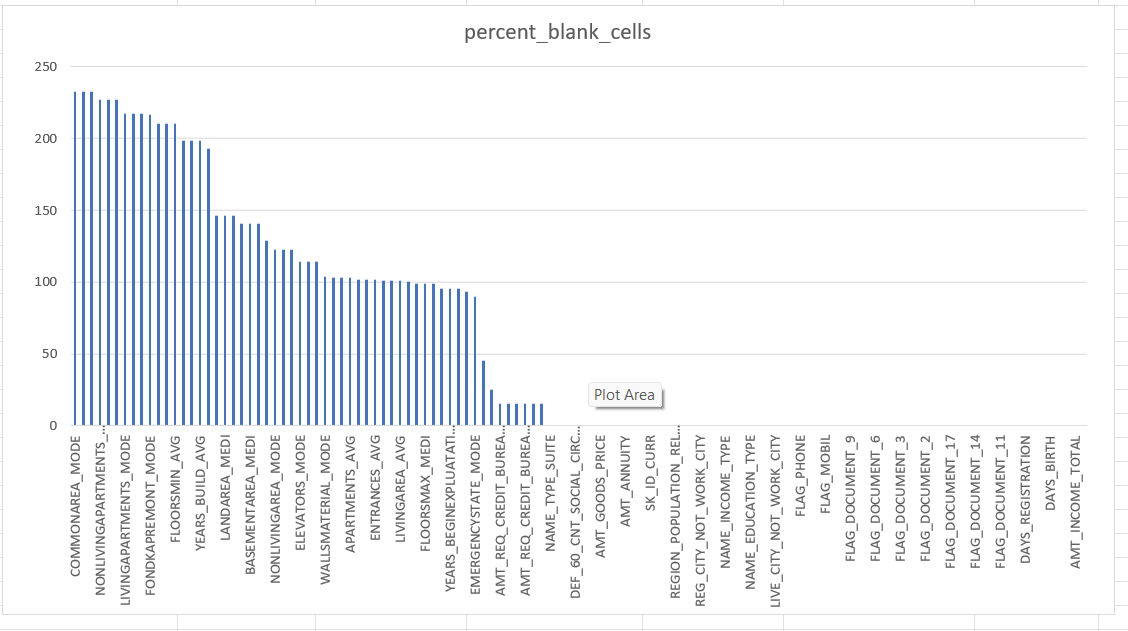 percent_blank_cells
250
200
150
100
50
0
Plot Area
COMMONAREA_MODE
NONLIVINGAPARTMENTS_…
LIVINGAPARTMENTS_MODE
FONDKAPREMONT_MODE
FLOORSMIN_AVG
YEARS_BUILD_AVG
LANDAREA_MEDI
BASEMENTAREA_MEDI
NONLIVINGAREA_MODE
ELEVATORS_MODE
WALLSMATERIAL_MODE
APARTMENTS_AVG
ENTRANCES_AVG
LIVINGAREA_AVG
FLOORSMAX_MEDI
YEARS_BEGINEXPLUATATI…
EMERGENCYSTATE_MODE
AMT_REQ_CREDIT_BUREA…
AMT_REQ_CREDIT_BUREA…
NAME_TYPE_SUITE
DEF_60_CNT_SOCIAL_CIRC…
AMT_GOODS_PRICE
AMT_ANNUITY
SK_ID_CURR
REGION_POPULATION_REL…
REG_CITY_NOT_WORK_CITY
NAME_INCOME_TYPE
NAME_EDUCATION_TYPE
LIVE_CITY_NOT_WORK_CITY
FLAG_PHONE
FLAG_MOBIL
FLAG_DOCUMENT_9
FLAG_DOCUMENT_6
FLAG_DOCUMENT_3
FLAG_DOCUMENT_2
FLAG_DOCUMENT_17
FLAG_DOCUMENT_14
FLAG_DOCUMENT_11
DAYS_REGISTRATION
DAYS_BIRTH
AMT_INCOME_TOTAL